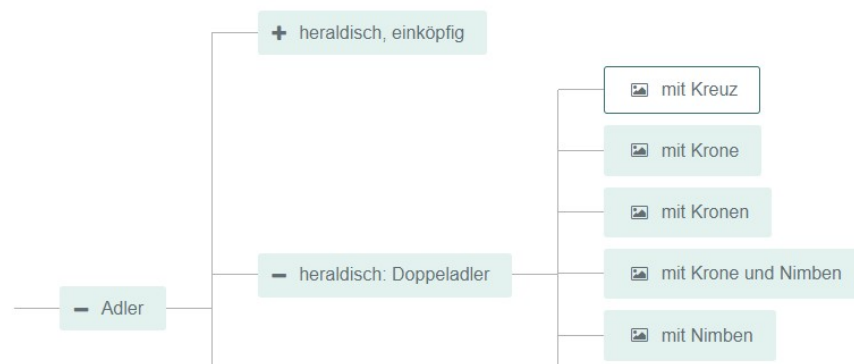 heraldisch, einköpfig
mit Kreuz
mit Krone
mit Kronen
heraldisch: Doppeladler
mit Krone und Nimben
Adler
mit Nimben